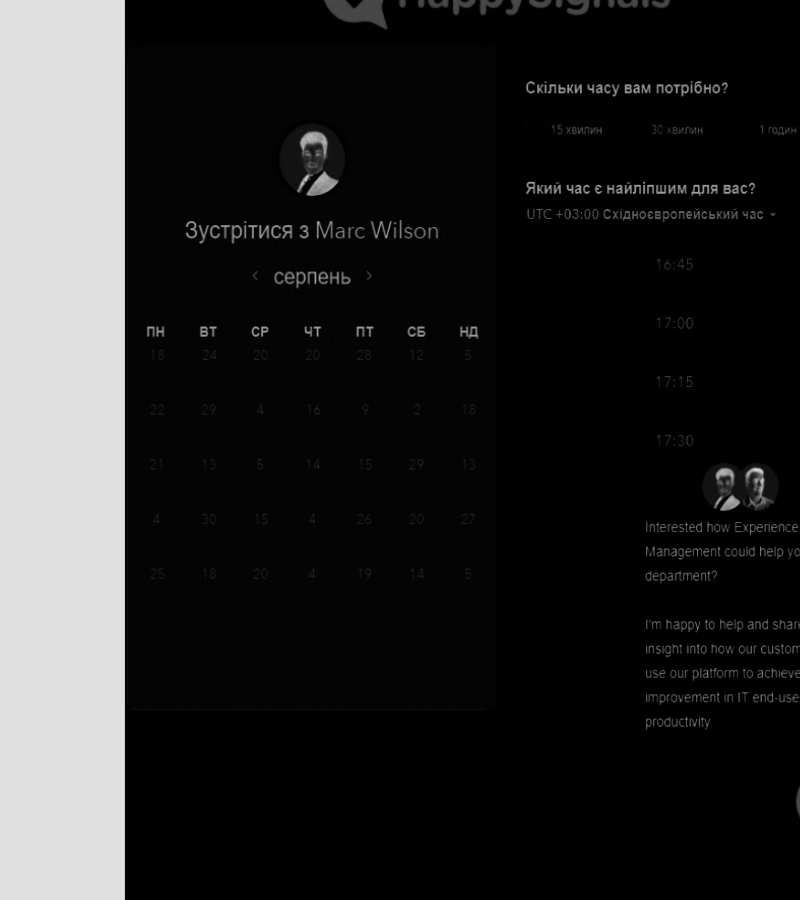 HappySignals
Зустрітися з Marc Wilson
< серпень >
ПН ВТ СР ЧТ ПТ СБ НД
18 24 20 20 28 12 5
22 29 4 16 9 2 18
21 13 5 14 15 29 13
4 30 15 4 26 20 27
25 18 20 4 19 14 5
Скільки часу вам потрібно?
15 хвилин 30 хвилин 1 годин
Який час є найліпшим для вас?
UTC +03:00 Східноєвропейський час
16:45
17:00
17:15
17:30
Interested how Experience
Management could help yo
department?
I'm happy to help and share
insight into how our custom
use our platform to achieve
improvement in IT end-use
productivity